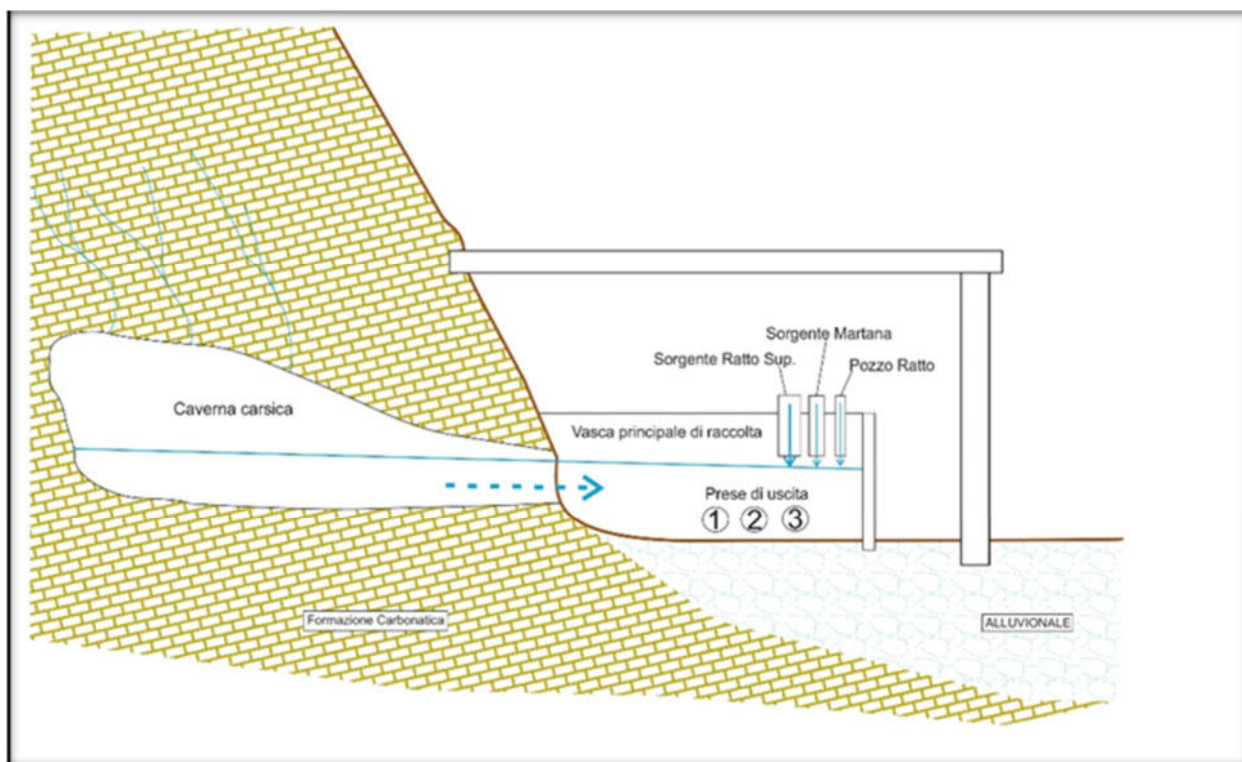 Sorgente Martana
Sorgente Ratto Sup.
Pozzo Ratto
Caverna carsica
Vasca principale di raccolta
Prese di uscita
1 2 3
Formazione Carbonatica
ALLUVIONALE